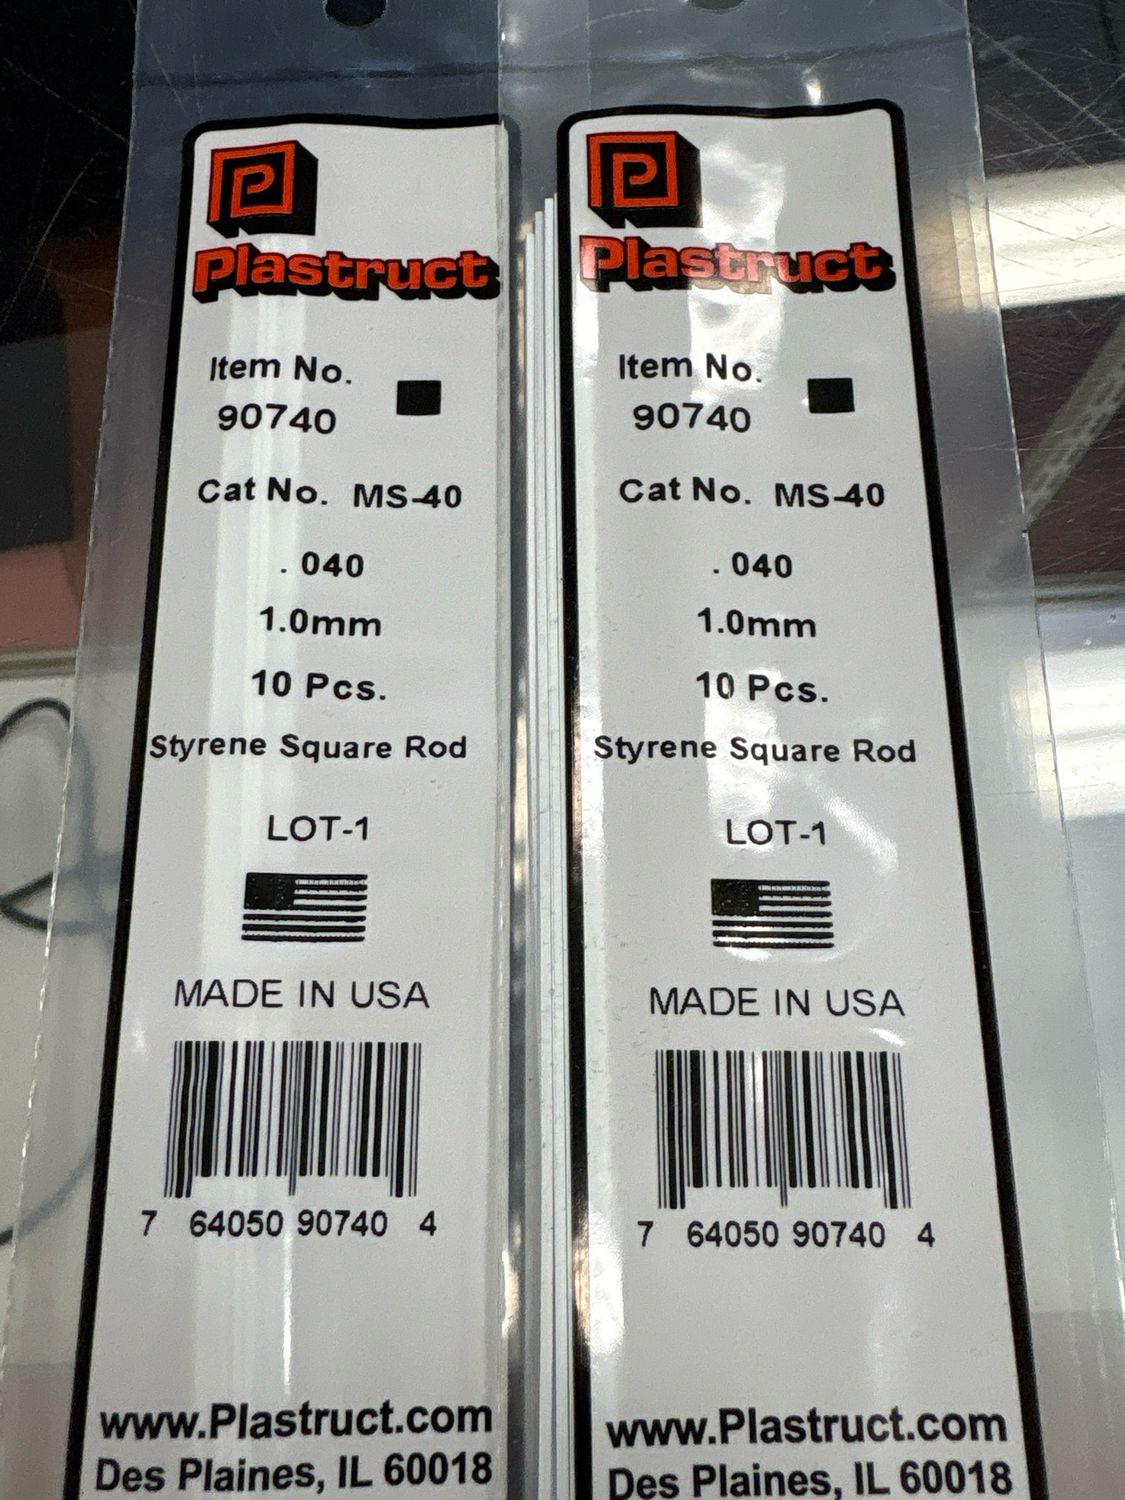 Plastruct
Item No.
90740
Cat No. MS-40
.040
1.0mm
10 Pcs.
Styrene Square Rod
LOT-1
MADE IN USA
7 64050 90740 4
www.Plastruct.com
Des Plaines, IL 60018
Plastruct
Item No.
90740
Cat No. MS-40
.040
1.0mm
10 Pcs.
Styrene Square Rod
LOT-1
MADE IN USA
7 64050 90740 4
www.Plastruct.com
Des Plaines, IL 60018